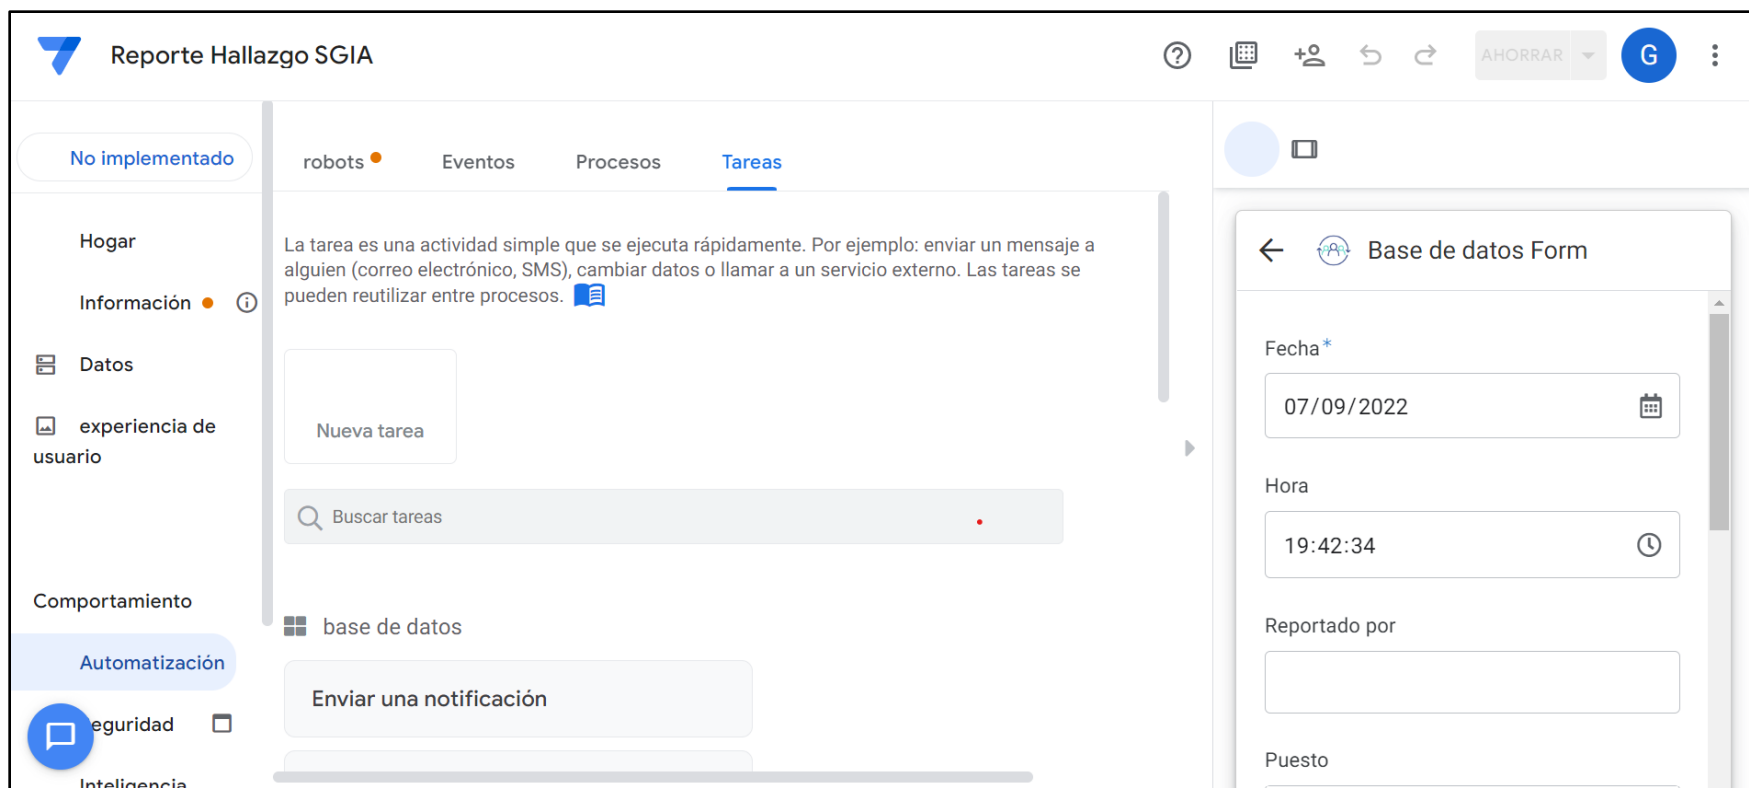 Reporte Hallazgo SGIA
AHORRAR
G
No implementado
Hogar
Información
Datos
experiencia de
usuario
Comportamiento
Automatización
eguridad
Inteligencia
robots
Eventos
Procesos
Tareas
La tarea es una actividad simple que se ejecuta rápidamente. Por ejemplo: enviar un mensaje a
alguien (correo electrónico, SMS), cambiar datos o llamar a un servicio externo. Las tareas se
pueden reutilizar entre procesos.
Nueva tarea
Buscar tareas
base de datos
Enviar una notificación
Base de datos Form
Fecha*
07/09/2022
Hora
19:42:34
Reportado por
Puesto